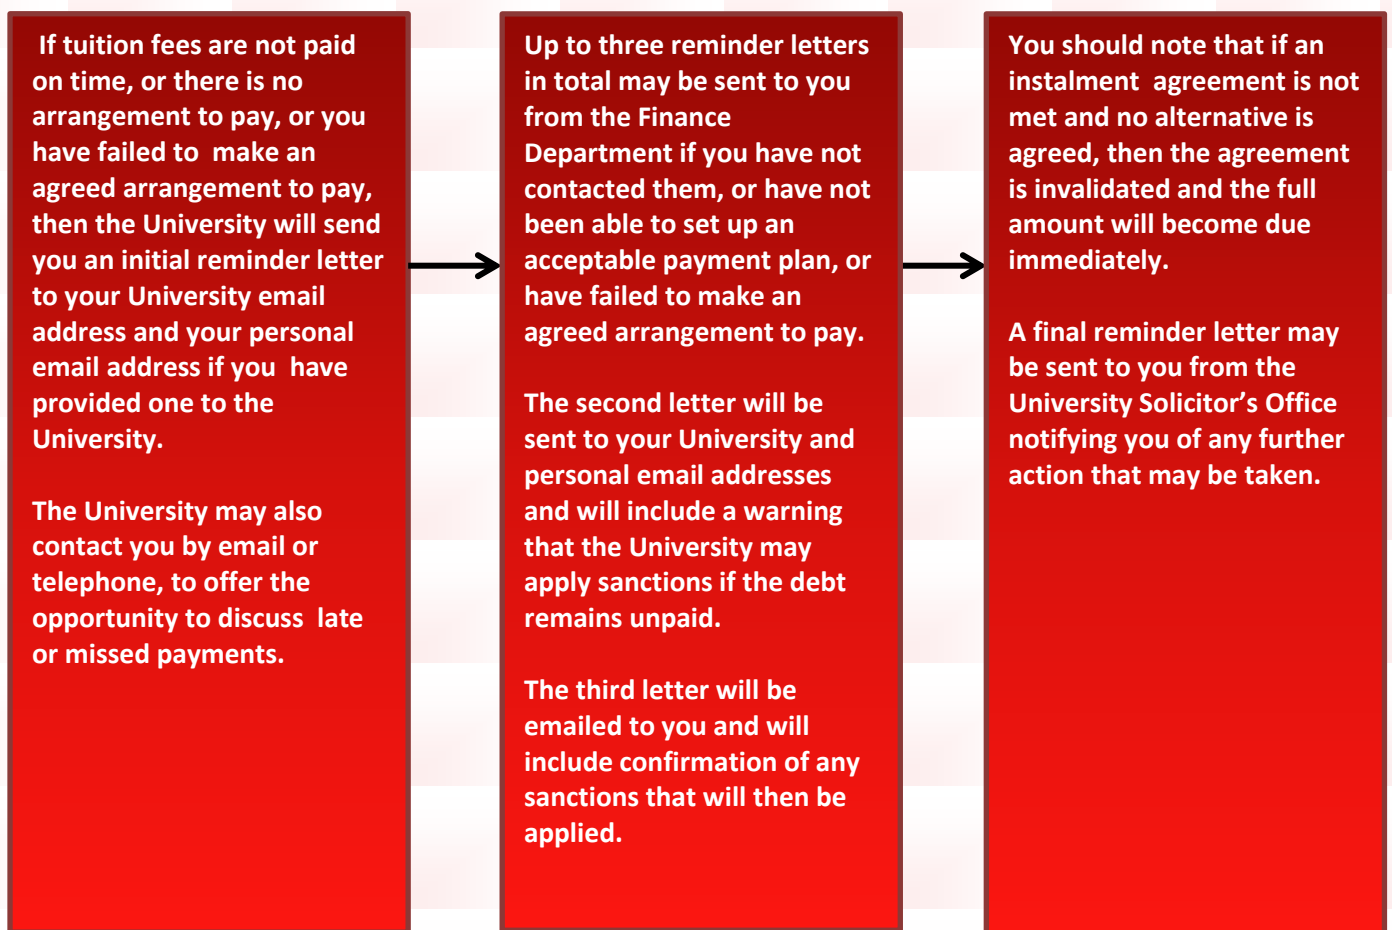 If tuition fees are not paid
on time, or there is no
arrangement to pay, or you
have failed to  make an
agreed arrangement to pay,
then the University will send
you an initial reminder letter
to your University email
address and your personal
email address if you  have
provided one to the
University.
The University may also
contact you by email or
telephone, to offer the
opportunity to discuss  late
or missed payments.
Up to three reminder letters
in total may be sent to you
from the Finance
Department if you have not
contacted them, or have not
been able to set up an
acceptable payment plan, or
have failed to make an
agreed arrangement to pay.
The second letter will be
sent to your University and
personal email addresses
and will include a warning
that the University may
apply sanctions if the debt
remains unpaid.
The third letter will be
emailed to you and will
include confirmation of any
sanctions that will then be
applied.
You should note that if an
instalment  agreement is not
met and no alternative is
agreed, then the agreement
is invalidated and the full
amount will become due
immediately.
A final reminder letter may
be sent to you from the
University Solicitor’s Office
notifying you of any further
action that may be taken.